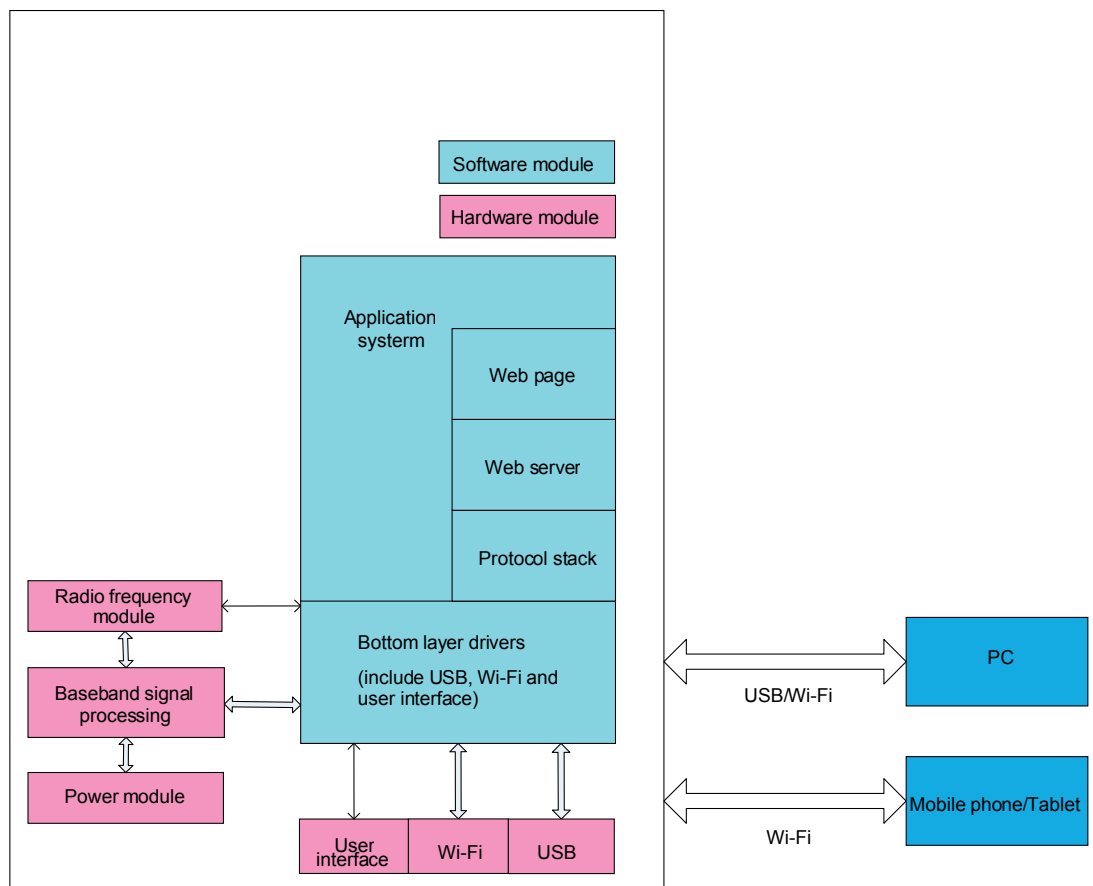 Software module
Hardware module
Application
systerm
Web page
Web server
Protocol stack
Radio frequency
module
Bottom layer drivers
(include USB, Wi-Fi and
user interface)
Baseband signal
processing
Power module
User
interface
Wi-Fi
USB
PC
USB/Wi-Fi
Mobile phone/Tablet
Wi-Fi